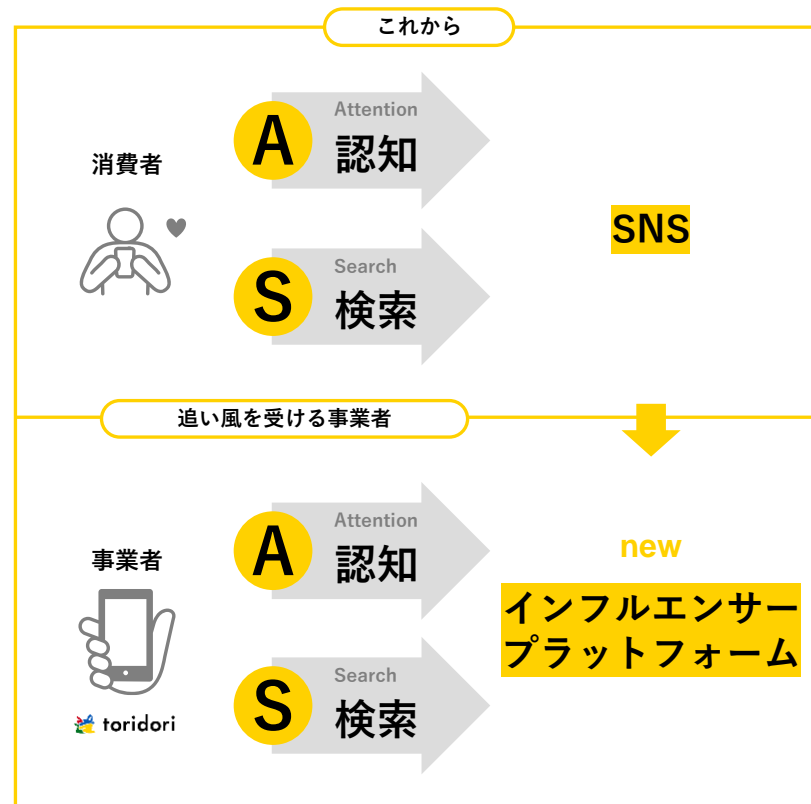 これから
消費者
A
Attention
認知
S
Search
検索
SNS
追い風を受ける事業者
事業者
toridori
A
Attention
認知
S
Search
検索
new
インフルエンサー
プラットフォーム